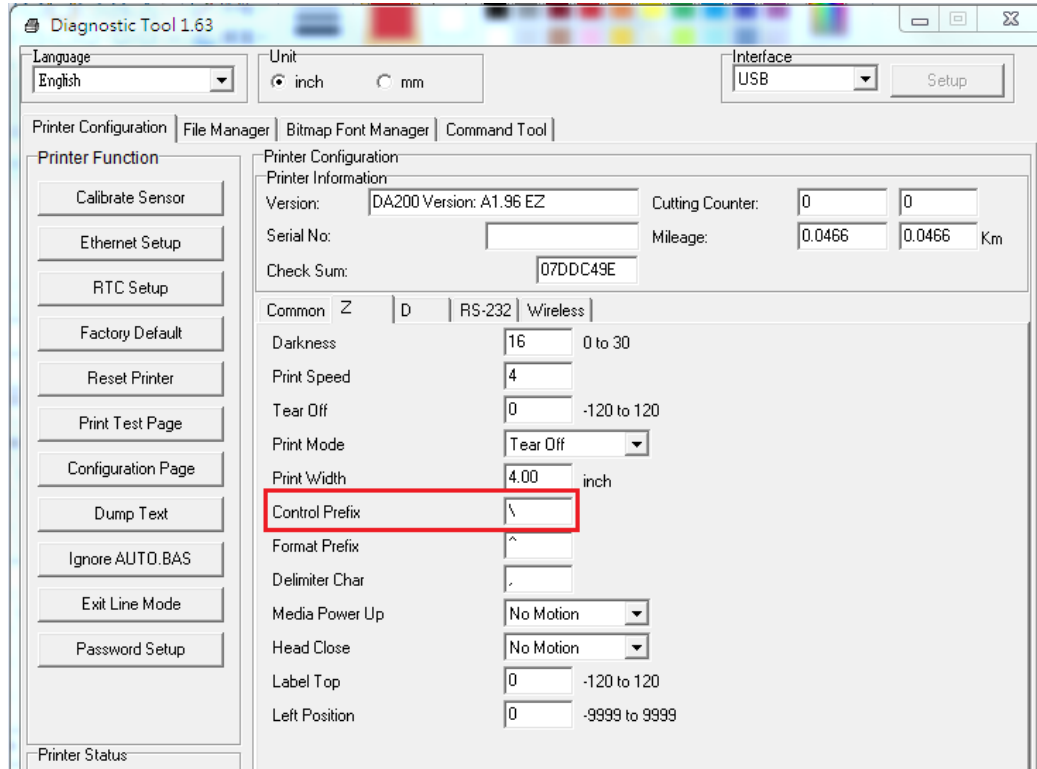 Diagnostic Tool 1.63
Language
English
Unit
inch
mm
Interface
USB
Setup
Printer Configuration
File Manager
Bitmap Font Manager
Command Tool
Printer Function
Calibrate Sensor
Ethernet Setup
RTC Setup
Factory Default
Reset Printer
Print Test Page
Configuration Page
Dump Text
Ignore AUTO.BAS
Exit Line Mode
Password Setup
Printer Status
Printer Configuration
Printer Information
Version: DA200 Version: A1.96 EZ
Cutting Counter: 0 0
Serial No:
Mileage: 0.0466 0.0466 Km
Check Sum: 07DDC49E
Common Z D RS-232 Wireless
Darkness 16 0 to 30
Print Speed 4
Tear Off 0 -120 to 120
Print Mode Tear Off
Print Width 4.00 inch
Control Prefix \
Format Prefix ^
Delimiter Char ,
Media Power Up No Motion
Head Close No Motion
Label Top 0 -120 to 120
Left Position 0 -9999 to 9999